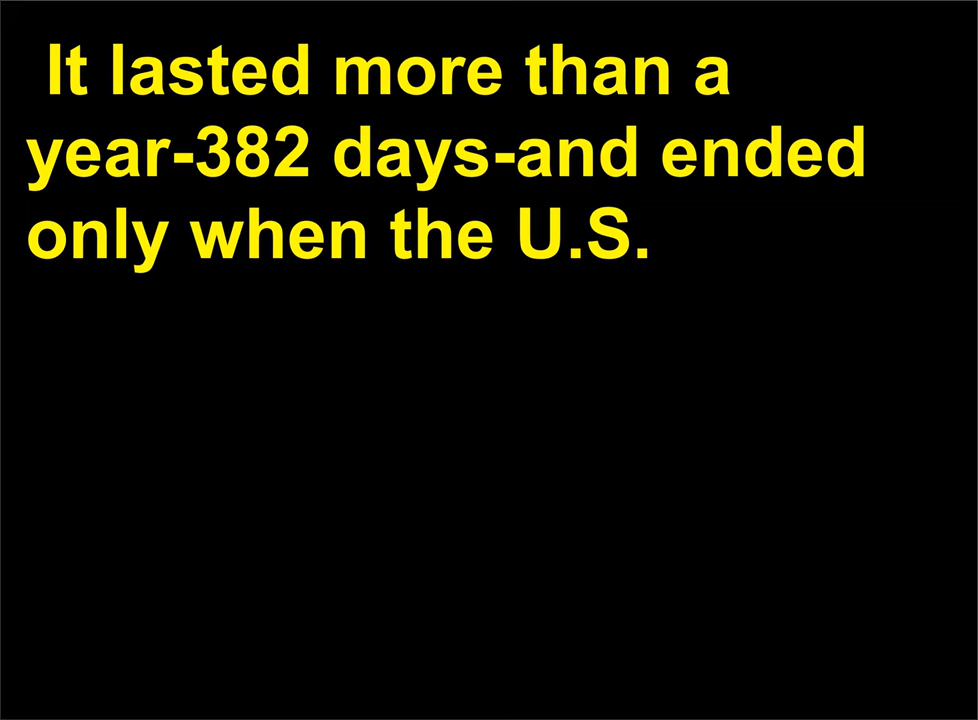 It lasted more than a
year-382 days-and ended
only when the U.S.